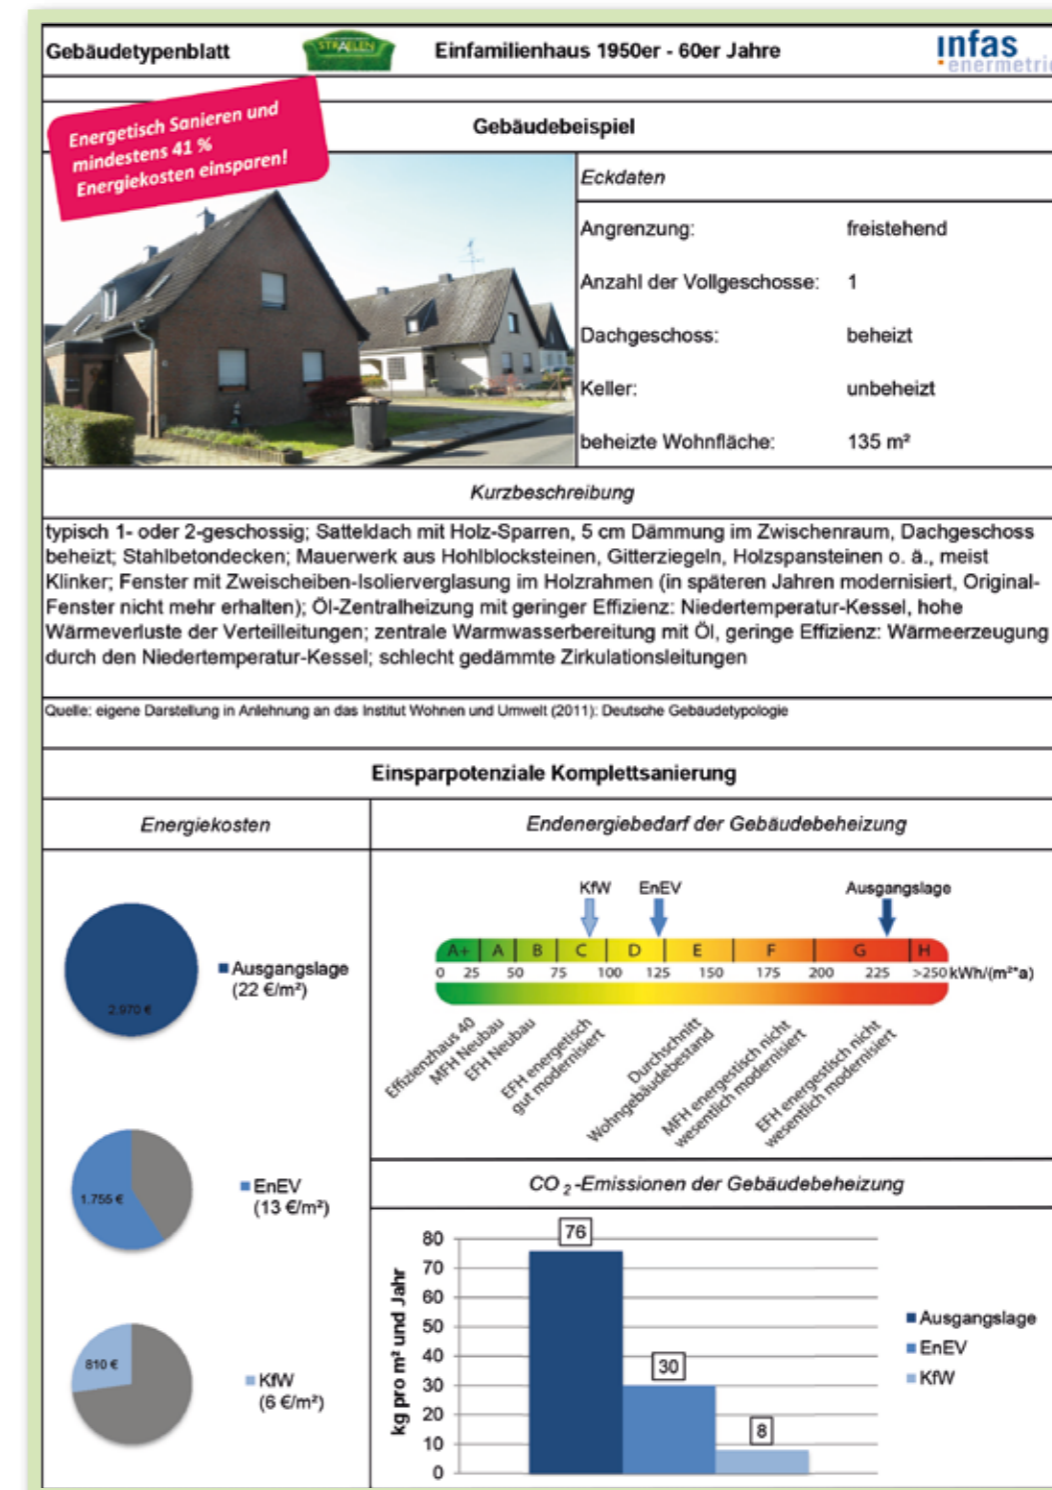 Gebäudetypenblatt
STRAELEN
Einfamilienhaus 1950er - 60er Jahre
infas
enermetric
Energetisch Sanieren und
mindestens 41 %
Energiekosten einsparen!
Gebäudebeispiel
Eckdaten
Angrenzung: freistehend
Anzahl der Vollgeschosse: 1
Dachgeschoss: beheizt
Keller: unbeheizt
beheizte Wohnfläche: 135 m²
Kurzbeschreibung
typisch 1- oder 2-geschossig; Satteldach mit Holz-Sparren, 5 cm Dämmung im Zwischenraum, Dachgeschoss
beheizt; Stahlbetondecken; Mauerwerk aus Hohlblocksteinen, Gitterziegeln, Holzspansteinen o. ä., meist
Klinker; Fenster mit Zweischeiben-Isolierverglasung im Holzrahmen (in späteren Jahren modernisiert, Original-
Fenster nicht mehr erhalten); Öl-Zentralheizung mit geringer Effizienz: Niedertemperatur-Kessel, hohe
Wärmeverluste der Verteilleitungen; zentrale Warmwasserbereitung mit Öl, geringe Effizienz: Wärmeerzeugung
durch den Niedertemperatur-Kessel; schlecht gedämmte Zirkulationsleitungen
Quelle: eigene Darstellung in Anlehnung an das Institut Wohnen und Umwelt (2011): Deutsche Gebäudetypologie
Einsparpotenziale Komplettsanierung
Energiekosten
2.970 €
Ausgangslage
(22 €/m²)
1.755 €
EnEV
(13 €/m²)
810 €
KfW
(6 €/m²)
Endenergiebedarf der Gebäudebeheizung
KfW EnEV Ausgangslage
A+ A B C D E F G H
0 25 50 75 100 125 150 175 200 225 >250 kWh/(m²*a)
Effizienzhaus 40
MFH Neubau
EFH Neubau
EFH energetisch
gut modernisiert
Durchschnitt
Wohngebäudebestand
MFH energestisch nicht
wesentlich modernisiert
EFH energestisch nicht
wesentlich modernisiert
CO₂-Emissionen der Gebäudebeheizung
kg pro m² und Jahr
80
70
60
50
40
30
20
10
0
76
30
8
Ausgangslage
EnEV
KfW